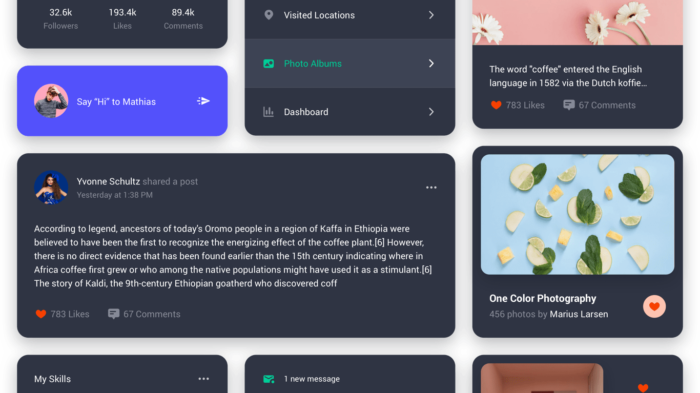 32.6k
193.4k
89.4k
Followers
Likes
Comments
Say “Hi” to Mathias
Visited Locations
Photo Albums
Dashboard
The word “coffee” entered the English
language in 1582 via the Dutch koffie...
783 Likes
67 Comments
Yvonne Schultz shared a post
Yesterday at 1:38 PM
According to legend, ancestors of today's Oromo people in a region of Kaffa in Ethiopia were
believed to have been the first to recognize the energizing effect of the coffee plant.[6] However,
there is no direct evidence that has been found earlier than the 15th century indicating where in
Africa coffee first grew or who among the native populations might have used it as a stimulant.[6]
The story of Kaldi, the 9th-century Ethiopian goatherd who discovered coff
783 Likes
67 Comments
One Color Photography
456 photos by Marius Larsen
My Skills
1 new message